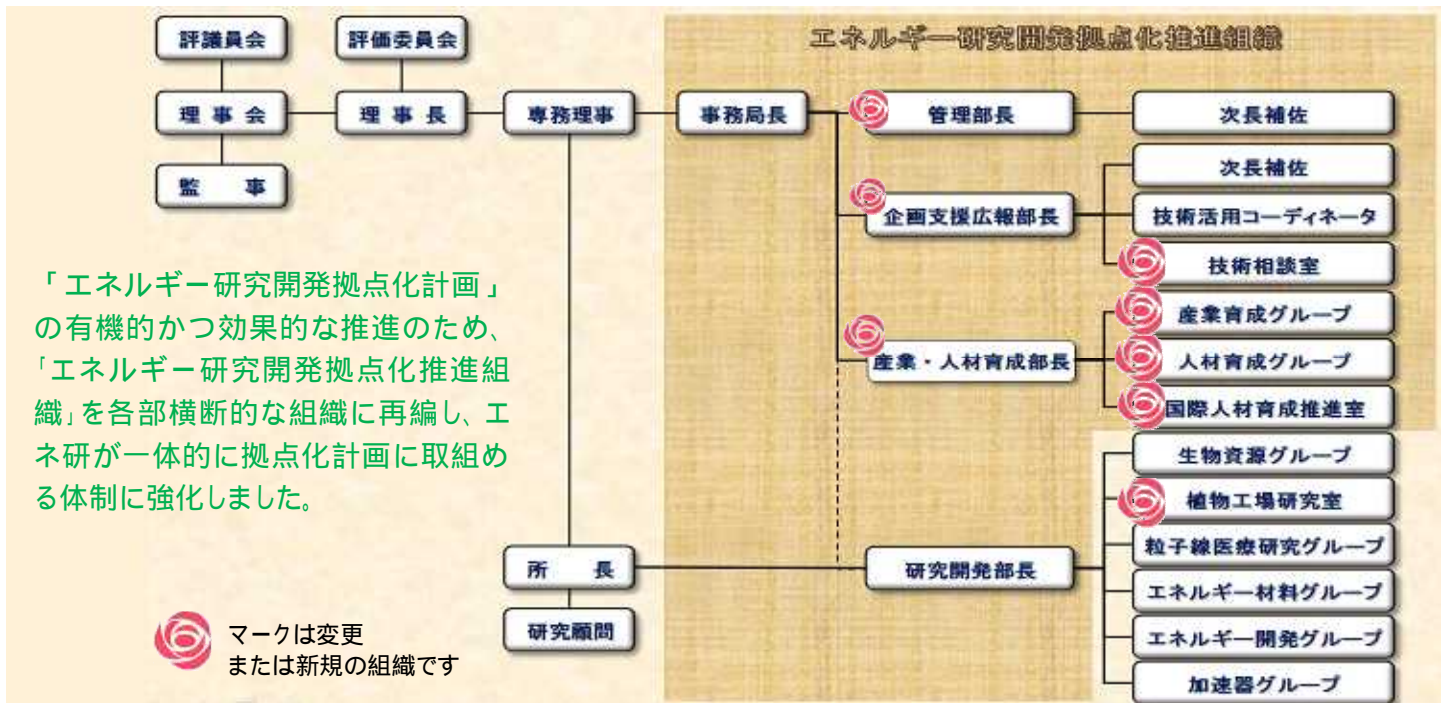 エネルギー研究開発拠点化推進組織
評議員会
評価委員会
理事会
理事長
専務理事
事務局長
管理部長
次長補佐
監 事
企画支援広報部長
次長補佐
技術活用コーディネータ
技術相談室
産業・人材育成部長
産業育成グループ
人材育成グループ
国際人材育成推進室
「エネルギー研究開発拠点化計画」
の有機的かつ効果的な推進のため、
「エネルギー研究開発拠点化推進組
織」を各部横断的な組織に再編し、エ
ネ研が一体的に拠点化計画に取組め
る体制に強化しました。
所 長
研究顧問
研究開発部長
生物資源グループ
植物工場研究室
粒子線医療研究グループ
エネルギー材料グループ
エネルギー開発グループ
加速器グループ
マークは変更
または新規の組織です